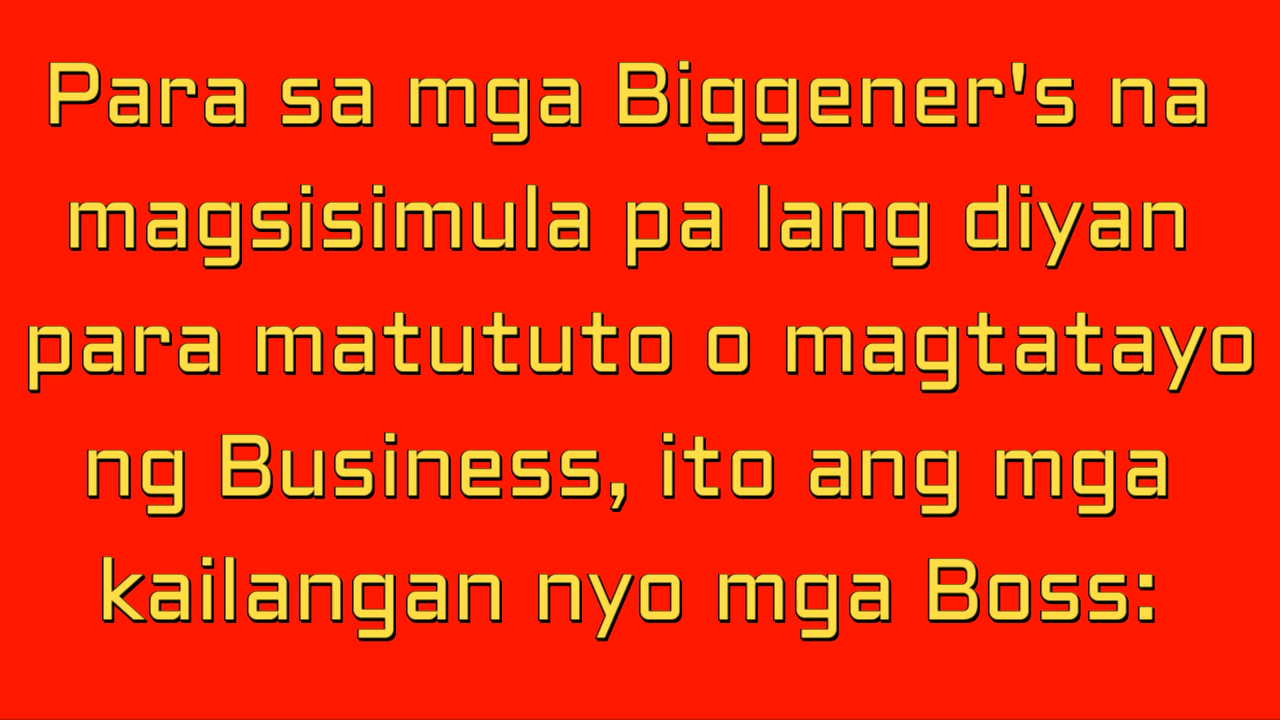 Para sa mga Biggener's na
magsisimula pa lang diyan
para matututo o magtatayo
ng Business, ito ang mga
kailangan nyo mga Boss: